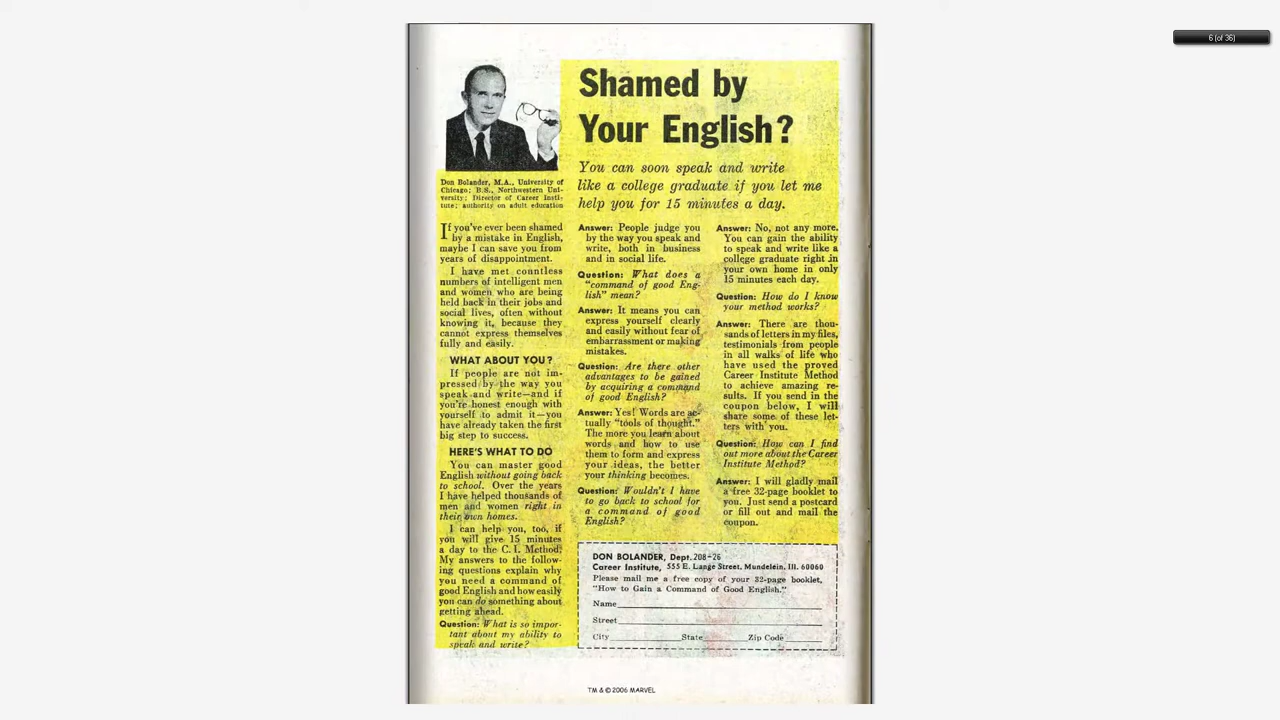 6 (of 36)
Shamed by
Your English?
You can soon speak and write
like a college graduate if you let me
help you for 15 minutes a day.
Don Bolander, M.A., University of
Chicago; B.S., Northwestern Uni-
versity; Director of Career Insti-
tute; authority on adult education
If you've ever been shamed
by a mistake in English,
maybe I can save you from
years of disappointment.
I have met countless
numbers of intelligent men
and women who are being
held back in their jobs and
social lives, often without
knowing it, because they
cannot express themselves
fully and easily.
WHAT ABOUT YOU?
If people are not im-
pressed by the way you
speak and write—and if
you're honest enough with
yourself to admit it—you
have already taken the first
big step to success.
HERE'S WHAT TO DO
You can master good
English without going back
to school. Over the years
I have helped thousands of
men and women right in
their own homes.
I can help you, too, if
you will give 15 minutes
a day to the C. I. Method.
My answers to the follow-
ing questions explain why
you need a command of
good English and how easily
you can do something about
getting ahead.
Question: What is so impor-
tant about my ability to
speak and write?
Answer: People judge you
by the way you speak and
write, both in business
and in social life.
Question: What does a
"command of good Eng-
lish" mean?
Answer: It means you can
express yourself clearly
and easily without fear of
embarrassment or making
mistakes.
Question: Are there other
advantages to be gained
by acquiring a command
of good English?
Answer: Yes! Words are ac-
tually "tools of thought."
The more you learn about
words and how to use
them to form and express
your ideas, the better
your thinking becomes.
Question: Wouldn't I have
to go back to school for
a command of good
English?
Answer: No, not any more.
You can gain the ability
to speak and write like a
college graduate right in
your own home in only
15 minutes each day.
Question: How do I know
your method works?
Answer: There are thou-
sands of letters in my files,
testimonials from people
in all walks of life who
have used the proved
Career Institute Method
to achieve amazing re-
sults. If you send in the
coupon below, I will
share some of these let-
ters with you.
Question: How can I find
out more about the Career
Institute Method?
Answer: I will gladly mail
a free 32-page booklet to
you. Just send a postcard
or fill out and mail the
coupon.
DON BOLANDER, Dept. 208-26
Career Institute, 555 E. Lange Street, Mundelein, Ill. 60060
Please mail me a free copy of your 32-page booklet,
"How to Gain a Command of Good English."
Name
Street
City State Zip Code
TM & © 2006 MARVEL